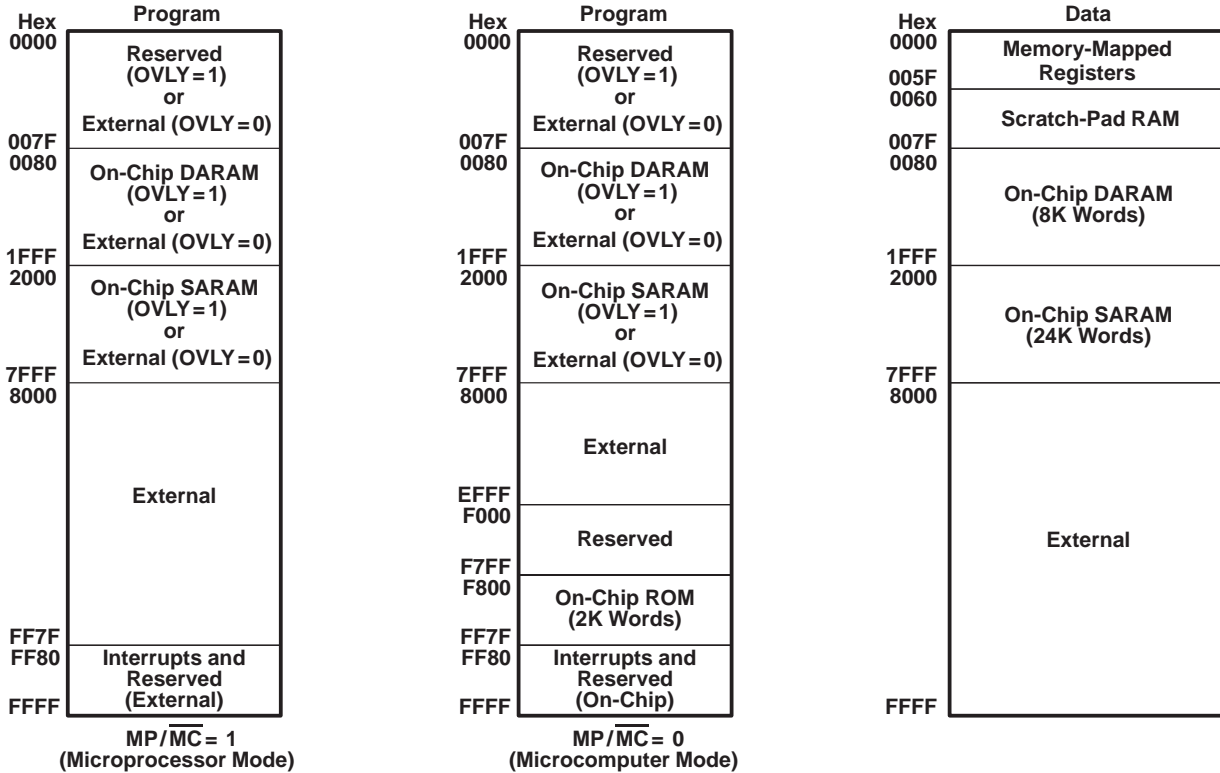 Hex
Program
0000
Reserved
(OVLY = 1)
or
External (OVLY = 0)
007F
0080
On-Chip DARAM
(OVLY = 1)
or
External (OVLY = 0)
1FFF
2000
On-Chip SARAM
(OVLY = 1)
or
External (OVLY = 0)
7FFF
8000
External
FF7F
FF80
Interrupts and
Reserved
(External)
FFFF
MP/MC = 1
(Microprocessor Mode)
Hex
Program
0000
Reserved
(OVLY = 1)
or
External (OVLY = 0)
007F
0080
On-Chip DARAM
(OVLY = 1)
or
External (OVLY = 0)
1FFF
2000
On-Chip SARAM
(OVLY = 1)
or
External (OVLY = 0)
7FFF
8000
External
EFFF
F000
Reserved
F7FF
F800
On-Chip ROM
(2K Words)
FF7F
FF80
Interrupts and
Reserved
(On-Chip)
FFFF
MP/MC = 0
(Microcomputer Mode)
Hex
Data
0000
Memory-Mapped
Registers
005F
0060
Scratch-Pad RAM
007F
0080
On-Chip DARAM
(8K Words)
1FFF
2000
On-Chip SARAM
(24K Words)
7FFF
8000
External
FFFF